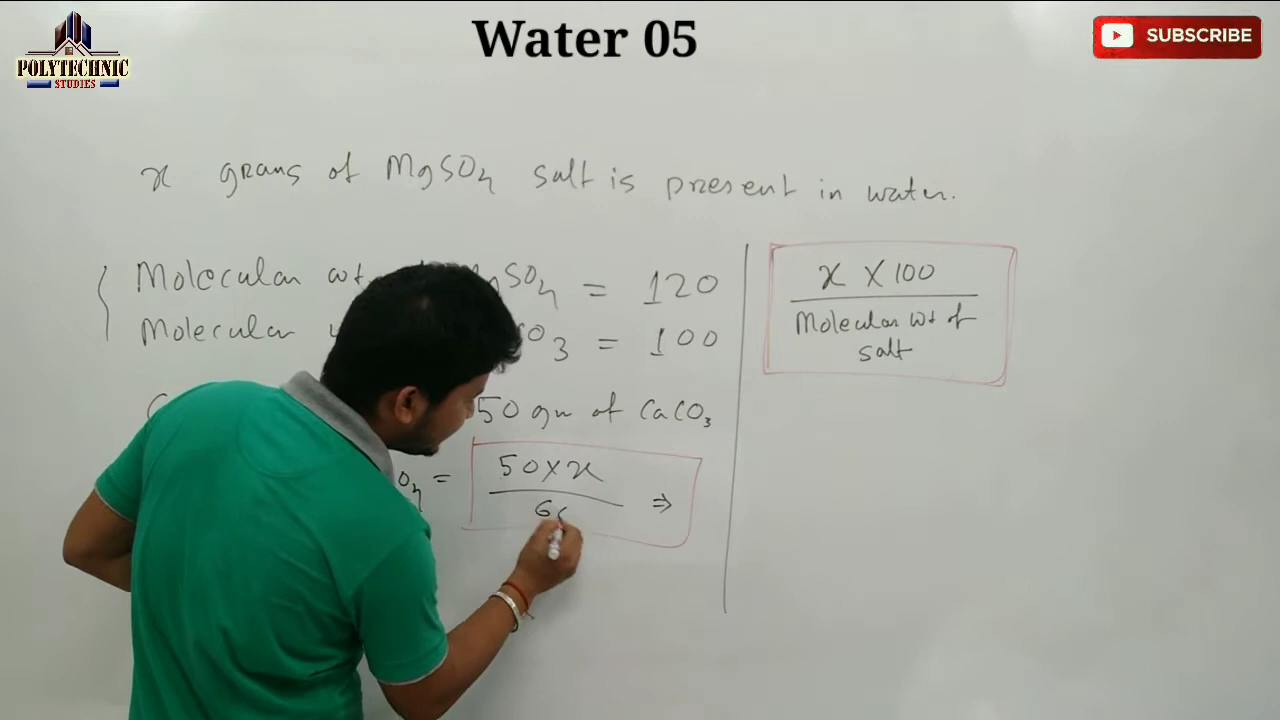 Water 05
POLYTECHNIC
STUDIES
SUBSCRIBE
x grams of MgSO4 salt is present in water.
Molecular wt MgSO4 = 120
Molecular 3 = 100
50 gm of CaCO3
= 50 x x
⇒
x X 100
Molecular wt of
salt